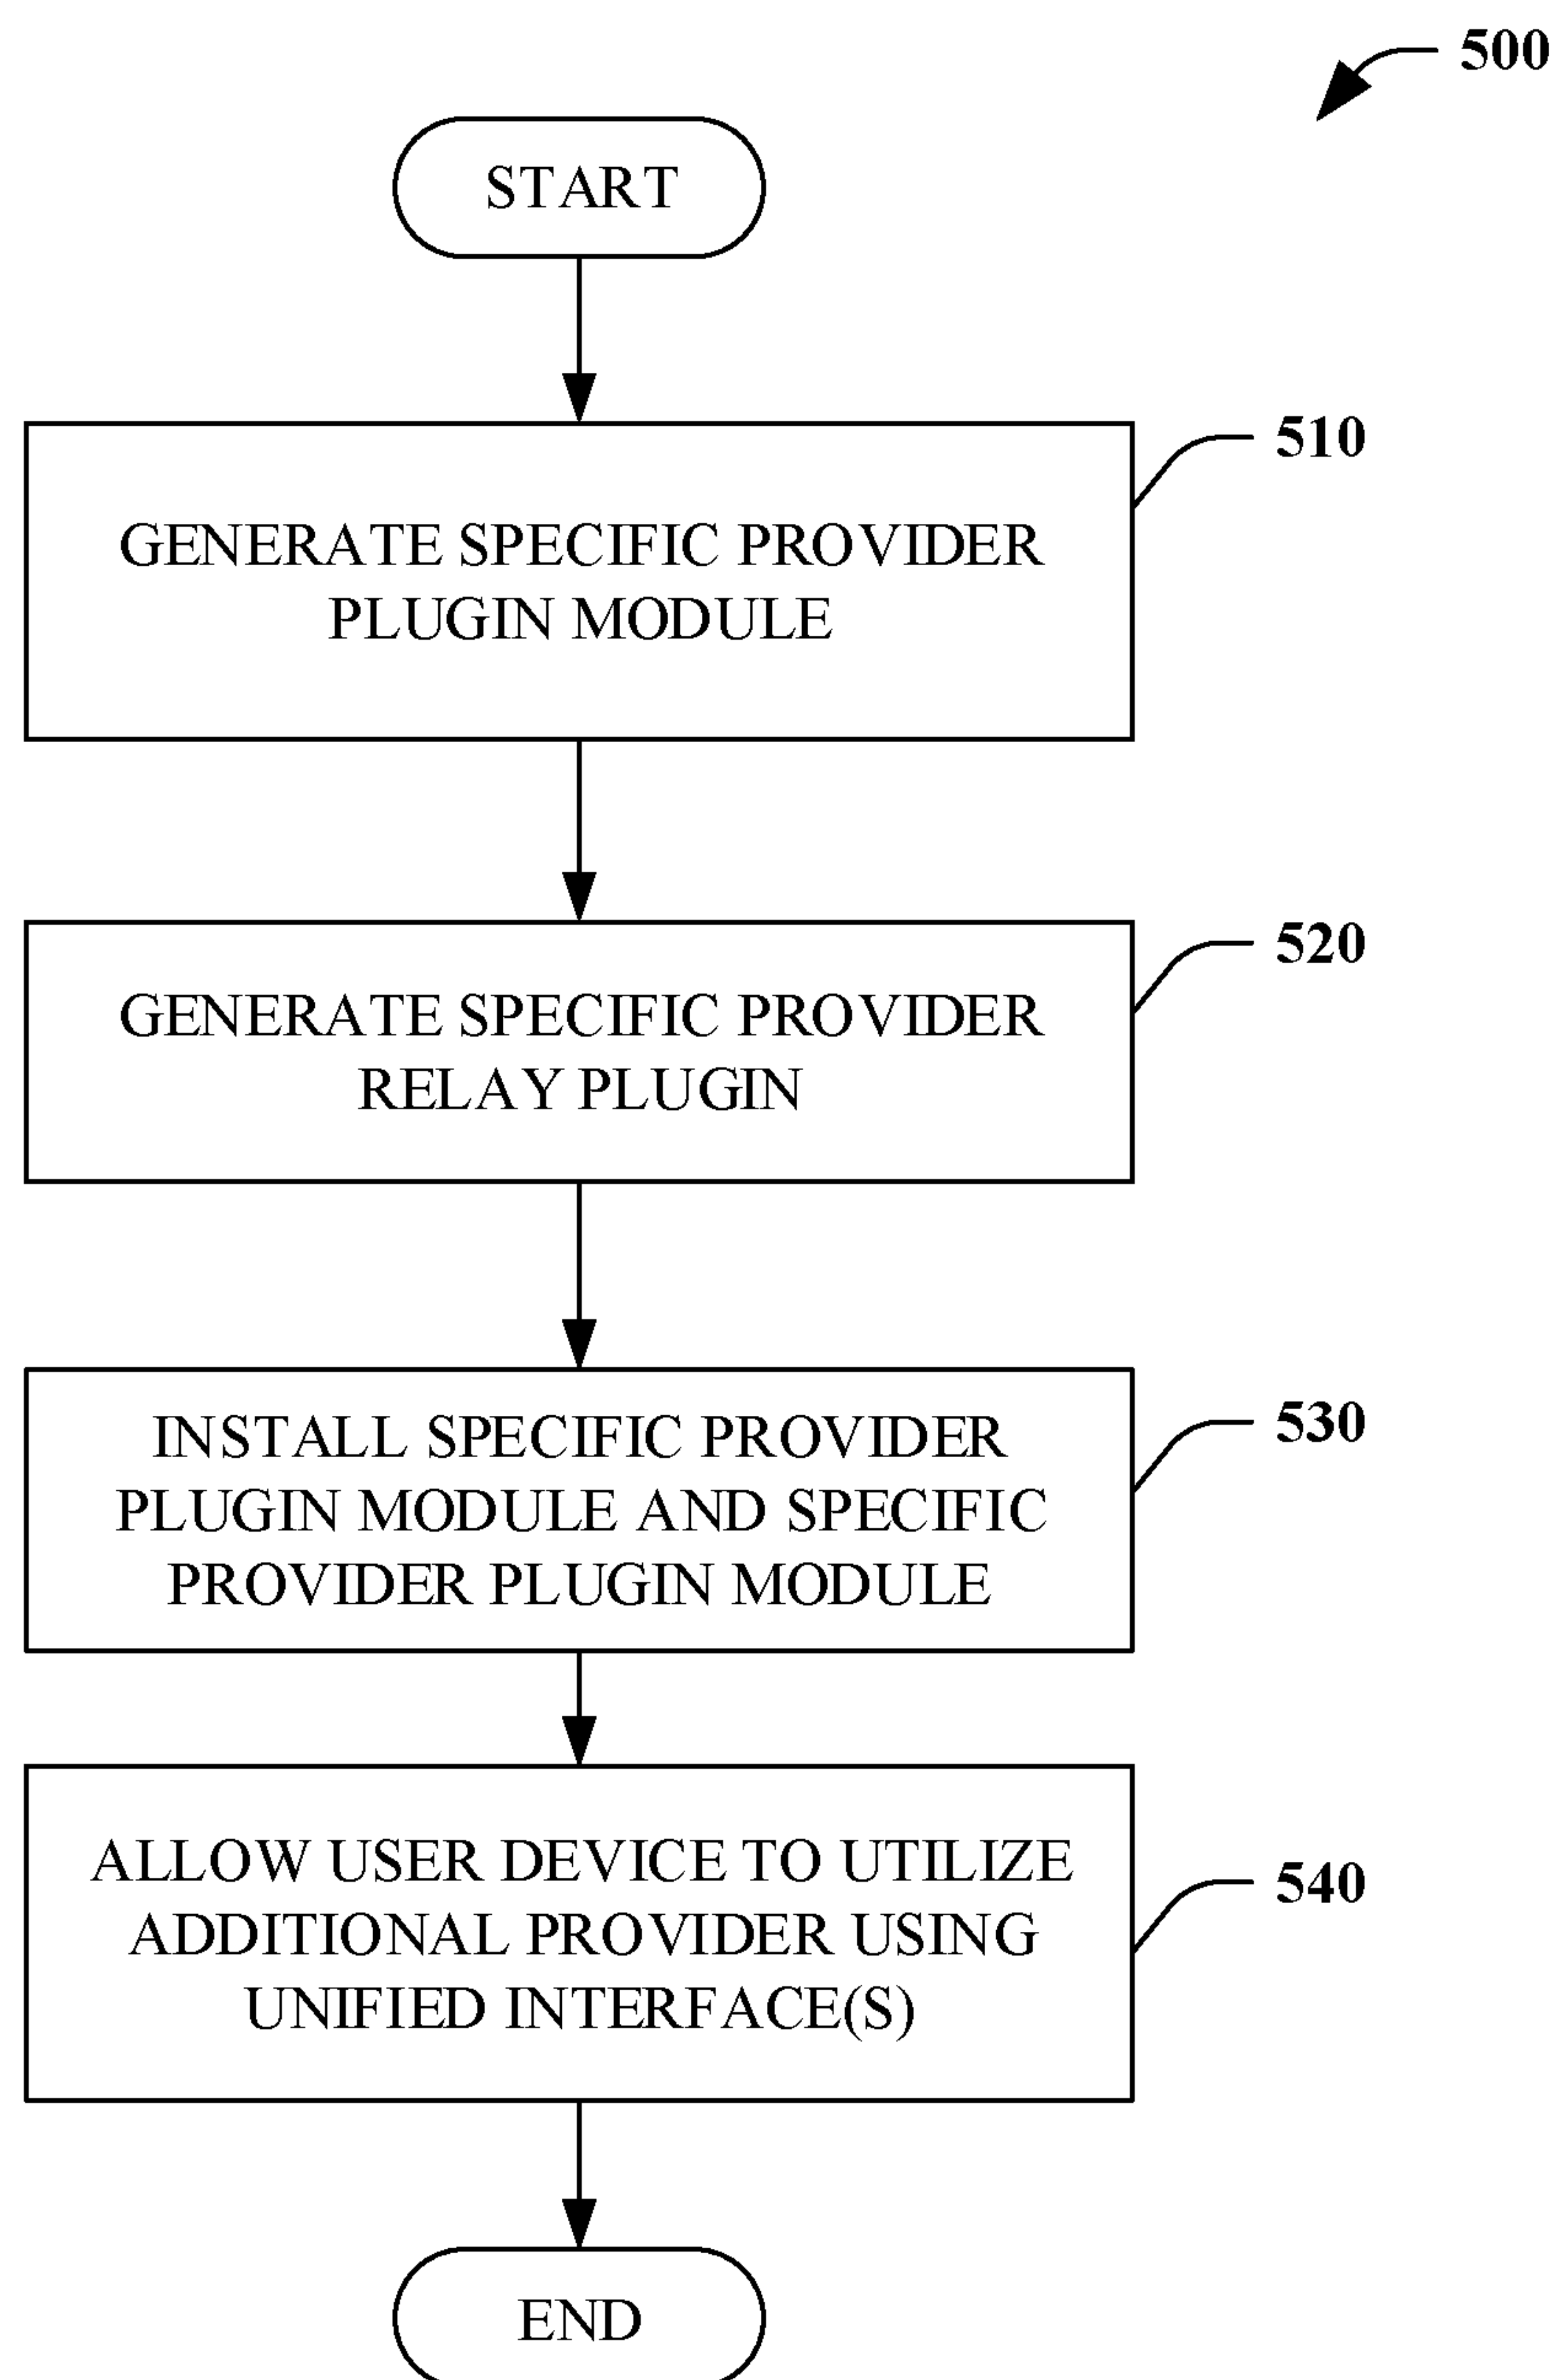 500
START
510
GENERATE SPECIFIC PROVIDER
PLUGIN MODULE
520
GENERATE SPECIFIC PROVIDER
RELAY PLUGIN
530
INSTALL SPECIFIC PROVIDER
PLUGIN MODULE AND SPECIFIC
PROVIDER PLUGIN MODULE
540
ALLOW USER DEVICE TO UTILIZE
ADDITIONAL PROVIDER USING
UNIFIED INTERFACE(S)
END